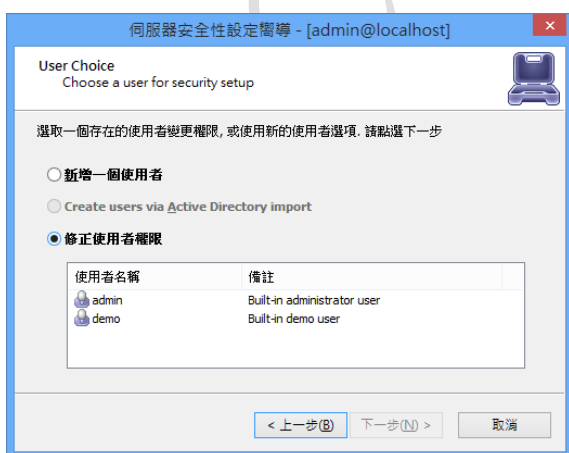 伺服器安全性設定嚮導 - [admin@localhost]
User Choice
Choose a user for security setup
選取一個存在的使用者變更權限, 或使用新的使用者選項. 請點選下一步
新增一個使用者
Create users via Active Directory import
修正使用者權限
使用者名稱 備註
admin Built-in administrator user
demo Built-in demo user
< 上一步(B) 下一步(N) > 取消